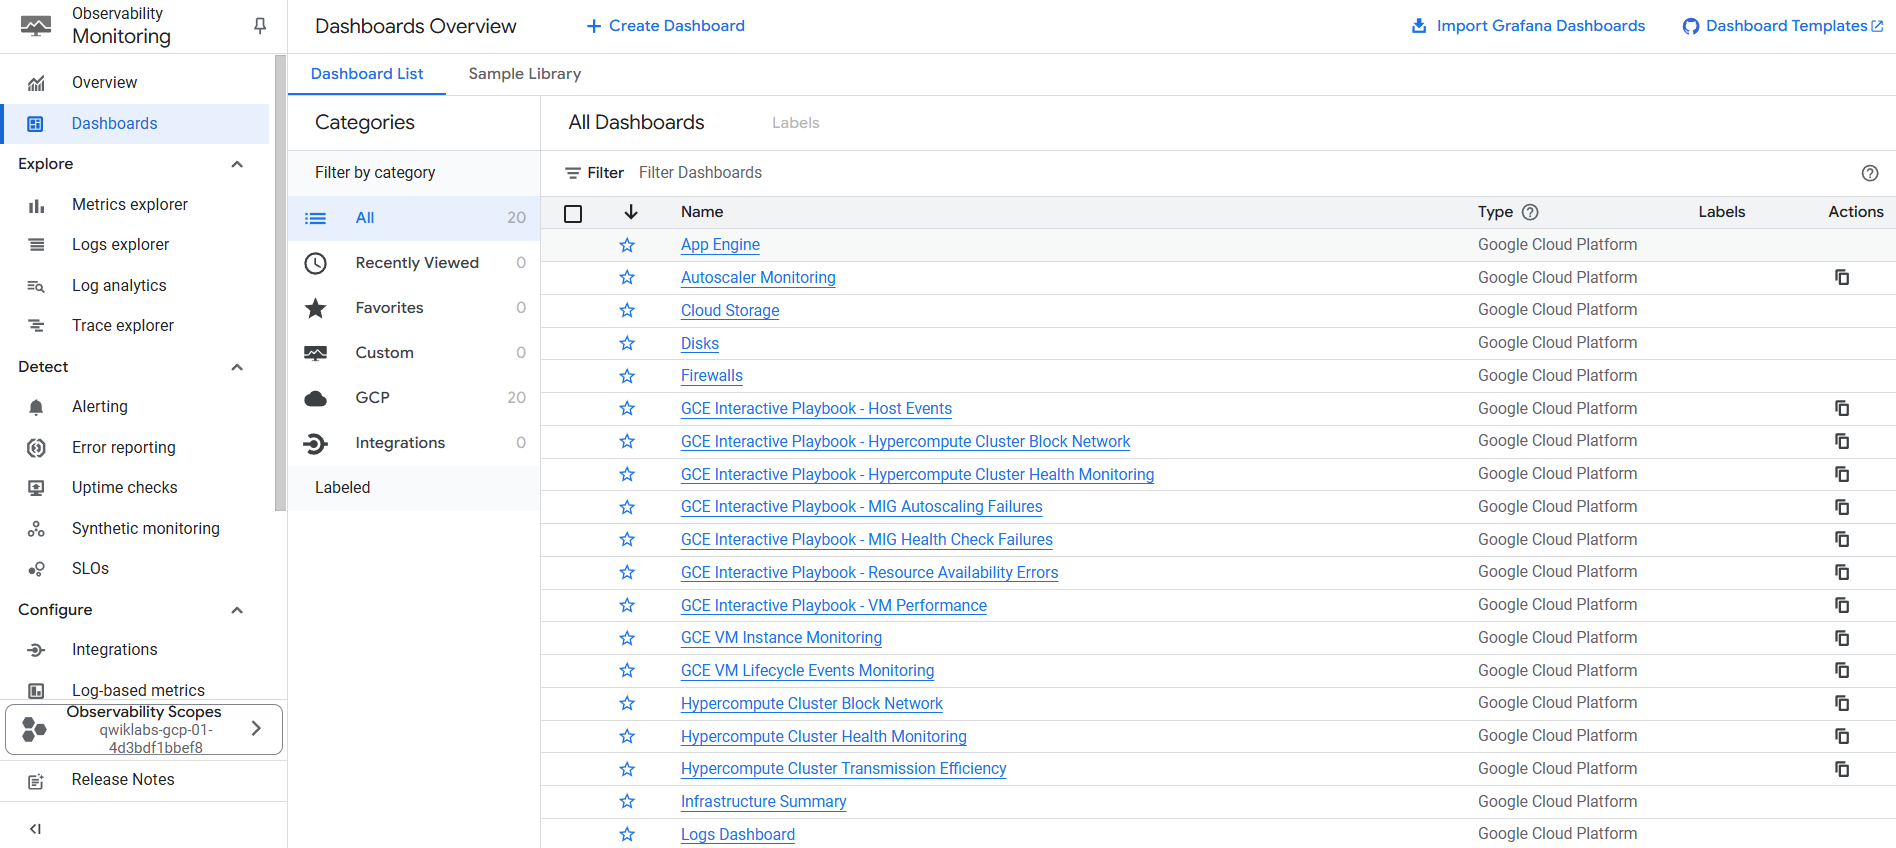 Observability
Monitoring
Overview
Dashboards
Explore
Metrics explorer
Logs explorer
Log analytics
Trace explorer
Detect
Alerting
Error reporting
Uptime checks
Synthetic monitoring
SLOs
Configure
Integrations
Log-based metrics
Observability Scopes
qwiklabs-gcp-01-
4d3bdf1bbef8
Release Notes
Dashboards Overview
Create Dashboard
Import Grafana Dashboards
Dashboard Templates
Dashboard List
Sample Library
Categories
Filter by category
All 20
Recently Viewed 0
Favorites 0
Custom 0
GCP 20
Integrations 0
Labeled
All Dashboards
Labels
Filter Filter Dashboards
Name Type Labels Actions
App Engine Google Cloud Platform
Autoscaler Monitoring Google Cloud Platform
Cloud Storage Google Cloud Platform
Disks Google Cloud Platform
Firewalls Google Cloud Platform
GCE Interactive Playbook - Host Events Google Cloud Platform
GCE Interactive Playbook - Hypercompute Cluster Block Network Google Cloud Platform
GCE Interactive Playbook - Hypercompute Cluster Health Monitoring Google Cloud Platform
GCE Interactive Playbook - MIG Autoscaling Failures Google Cloud Platform
GCE Interactive Playbook - MIG Health Check Failures Google Cloud Platform
GCE Interactive Playbook - Resource Availability Errors Google Cloud Platform
GCE Interactive Playbook - VM Performance Google Cloud Platform
GCE VM Instance Monitoring Google Cloud Platform
GCE VM Lifecycle Events Monitoring Google Cloud Platform
Hypercompute Cluster Block Network Google Cloud Platform
Hypercompute Cluster Health Monitoring Google Cloud Platform
Hypercompute Cluster Transmission Efficiency Google Cloud Platform
Infrastructure Summary Google Cloud Platform
Logs Dashboard Google Cloud Platform